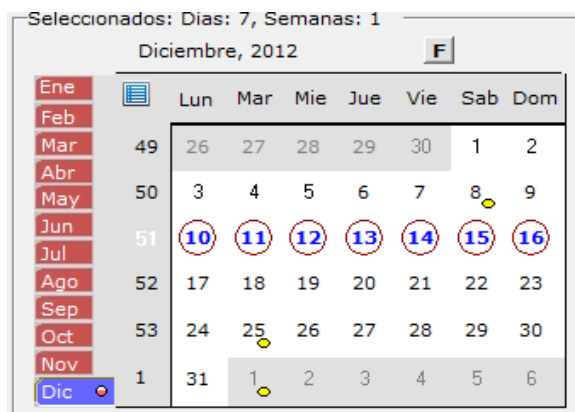 Seleccionados: Dias: 7, Semanas: 1
Diciembre, 2012 F
Ene
Feb
Mar
Abr
May
Jun
Jul
Ago
Sep
Oct
Nov
Dic
Lun Mar Mie Jue Vie Sab Dom
49 26 27 28 29 30 1 2
50 3 4 5 6 7 8 9
51 10 11 12 13 14 15 16
52 17 18 19 20 21 22 23
53 24 25 26 27 28 29 30
1 31 1 2 3 4 5 6